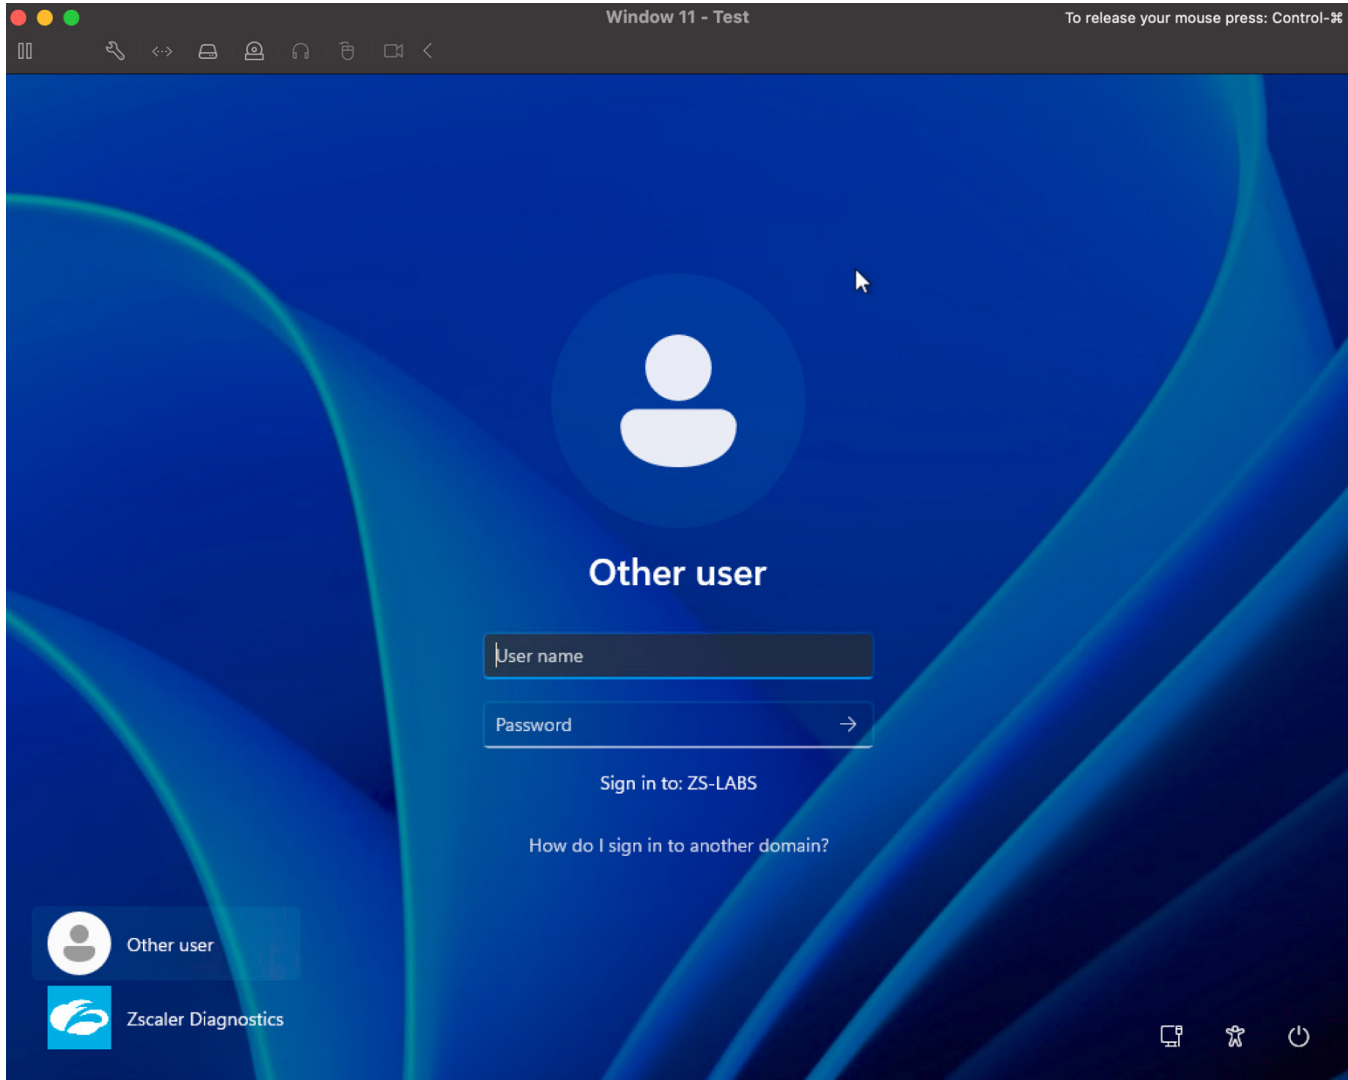 Window 11 - Test
To release your mouse press: Control-⌘
Other user
User name
Password
Sign in to: ZS-LABS
How do I sign in to another domain?
Other user
Zscaler Diagnostics